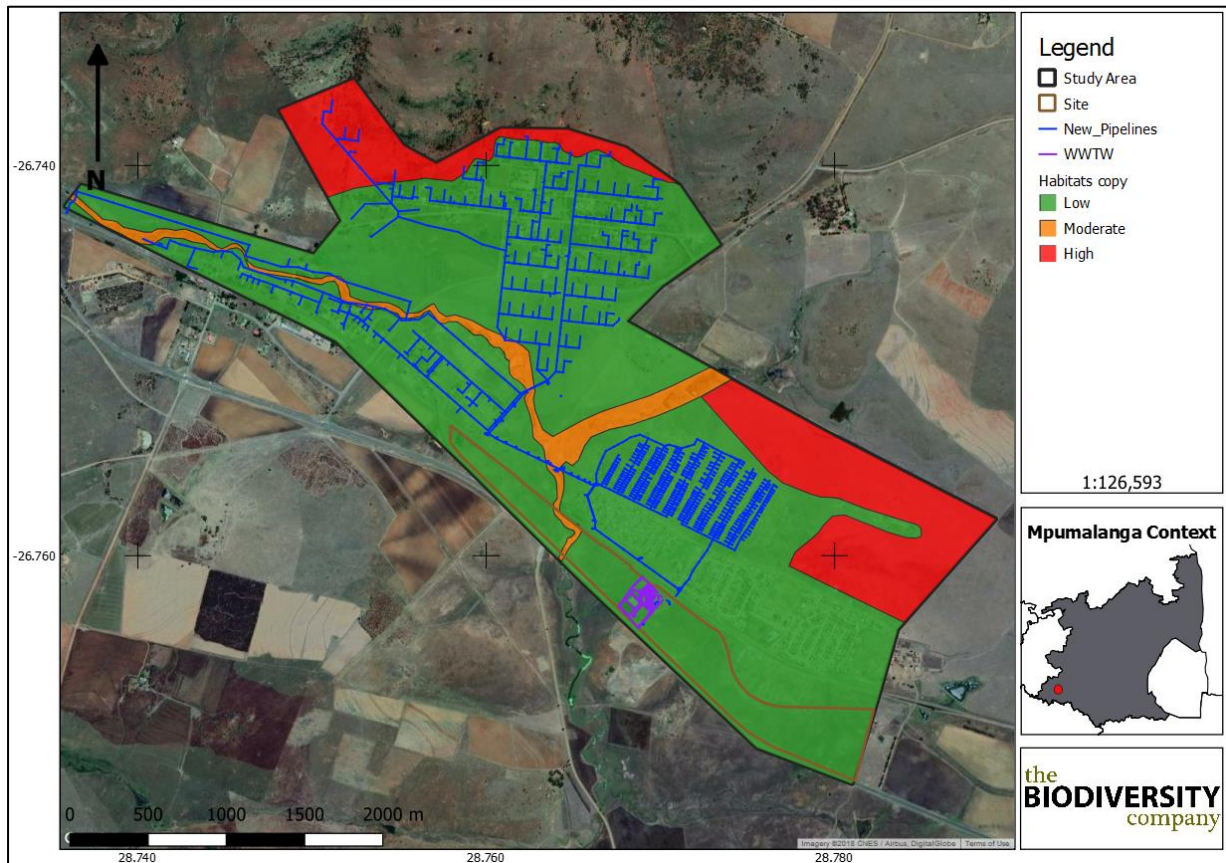 N
-26.740
-26.760
0 500 1000 1500 2000 m
28.740 28.760 28.780
Imagery ©2018 CNES / Airbus, DigitalGlobe Terms of Use
Legend
Study Area
Site
New_Pipelines
WWTW
Habitats copy
Low
Moderate
High
1:126,593
Mpumalanga Context
the
BIODIVERSITY
company